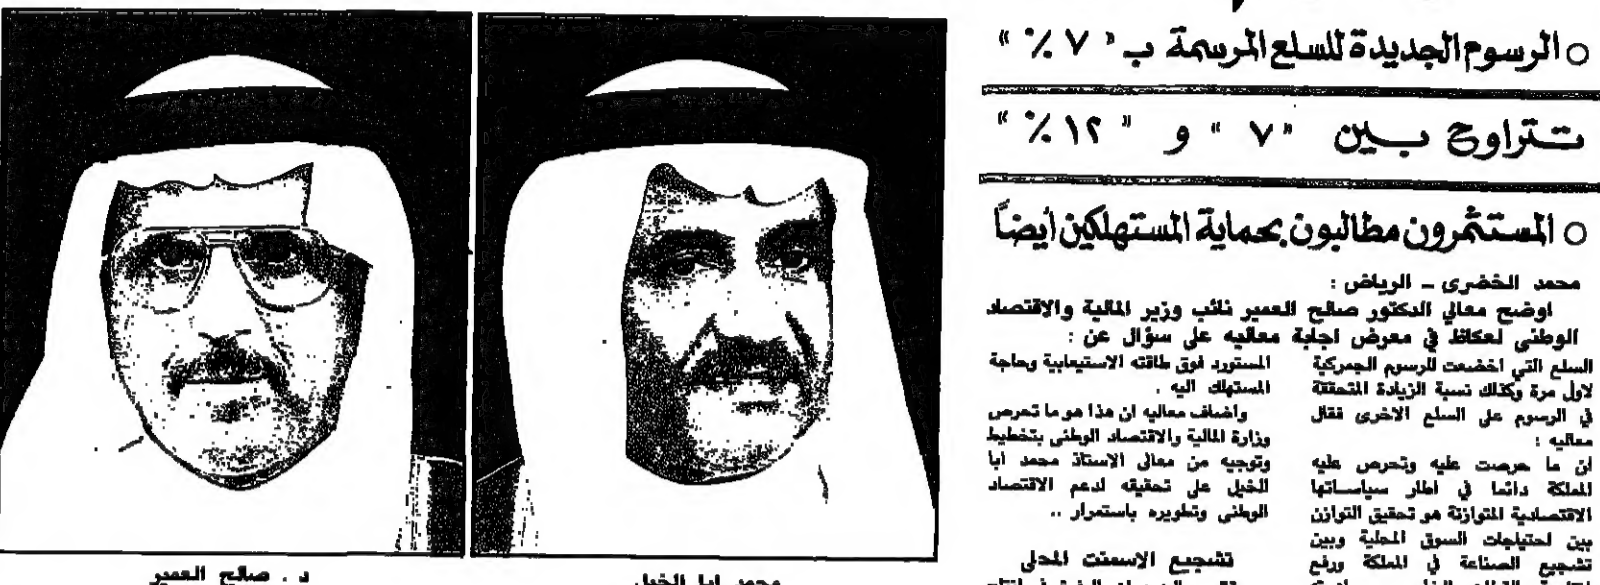 ○ الرسوم الجديدة للسلع المرسمة ب " ٧ ٪ "
تتراوح بين " ٧ " و " ١٢ ٪ "
○ المستثمرون مطالبون بحماية المستهلكين أيضاً
محمد الخضرى - الرياض :
اوضح معالي الدكتور صالح العمير نائب وزير المالية والاقتصاد
الوطنى لعكاظ في معرض اجابة معاليه على سؤال عن :
السلع التي اخضعت للرسوم الجمركية
لاول مرة وكذلك نسبة الزيادة المتحققة
في الرسوم على السلع الاخرى فقال
معاليه :
ان ما حرصت عليه وتحرص عليه
المملكة دائما في اطار سياساتها
الاقتصادية المتوازنة هو تحقيق التوازن
بين احتياجات السوق المحلية وبين
تشجيع الصناعة في المملكة ورفع
المستورد فوق طاقته الاستيعابية وحاجة
المستهلك اليه .
واضاف معاليه ان هذا هو ما تحرص
وزارة المالية والاقتصاد الوطنى بتخطيط
وتوجيه من معالى الاستاذ محمد ابا
الخيل على تحقيقه لدعم الاقتصاد
الوطنى وتطويره باستمرار ..
تشجيع الاسمنت المحلى
محمد ابا الخيل
د . صالح العمير